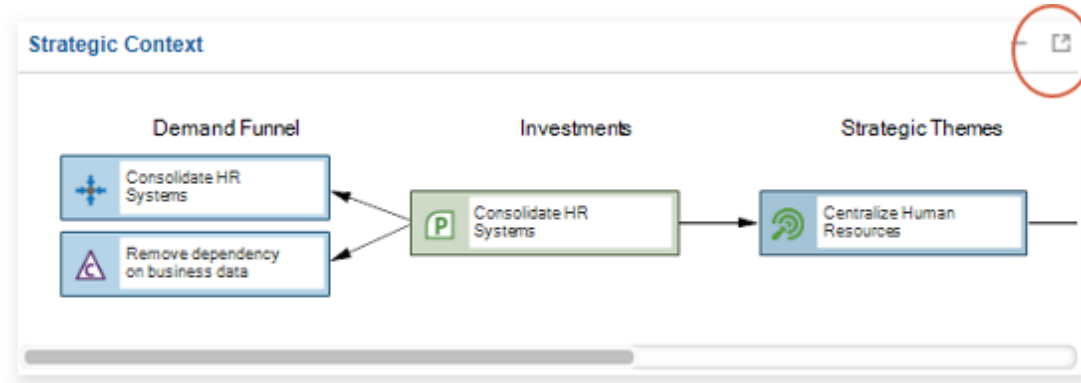 Strategic Context
Demand Funnel
Investments
Strategic Themes
Consolidate HR
Systems
Remove dependency
on business data
P
Consolidate HR
Systems
Centralize Human
Resources
C